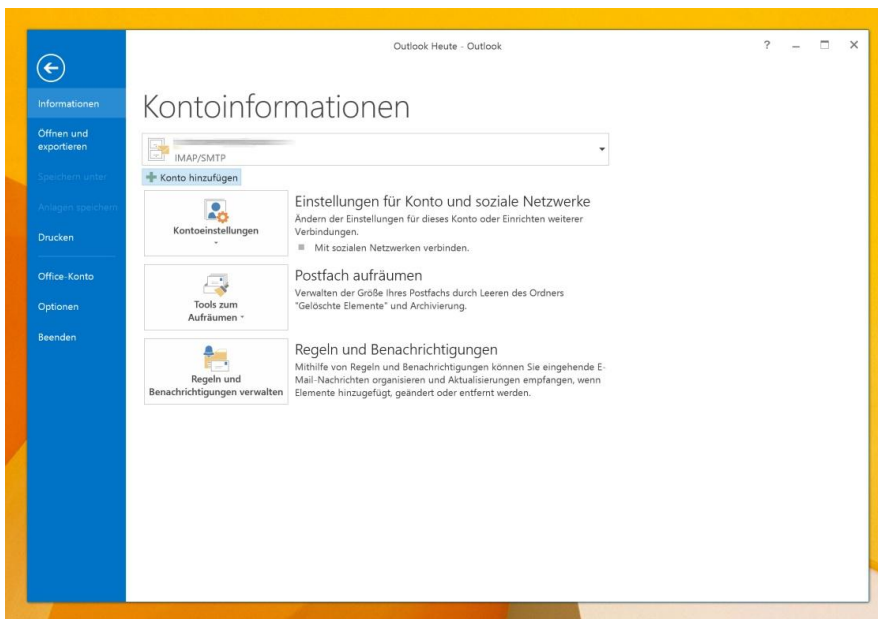 Outlook Heute - Outlook
?
Informationen
Öffnen und
exportieren
Speichern unter
Anlagen speichern
Drucken
Office-Konto
Optionen
Beenden
Kontoinformationen
IMAP/SMTP
Konto hinzufügen
Kontoeinstellungen
Einstellungen für Konto und soziale Netzwerke
Ändern der Einstellungen für dieses Konto oder Einrichten weiterer
Verbindungen.
Mit sozialen Netzwerken verbinden.
Tools zum
Aufräumen
Postfach aufräumen
Verwalten der Größe Ihres Postfachs durch Leeren des Ordners
"Gelöschte Elemente" und Archivierung.
Regeln und
Benachrichtigungen verwalten
Regeln und Benachrichtigungen
Mithilfe von Regeln und Benachrichtigungen können Sie eingehende E-
Mail-Nachrichten organisieren und Aktualisierungen empfangen, wenn
Elemente hinzugefügt, geändert oder entfernt werden.